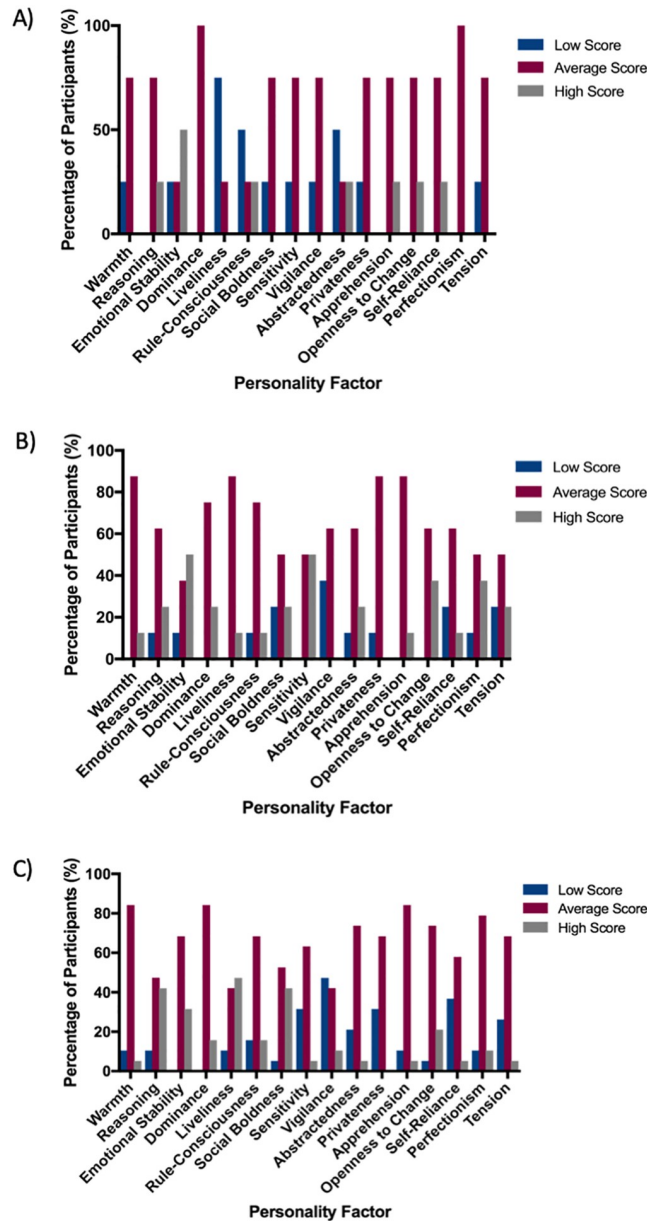 A)
Percentage of Participants (%)
100
50
0
Low Score
Average Score
High Score
Warmth
Reasoning
Emotional Stability
Dominance
Liveliness
Rule-Consciousness
Social Boldness
Sensitivity
Vigilance
Abstractedness
Privateness
Apprehension
Openness to Change
Self-Reliance
Perfectionism
Tension
Personality Factor
B)
Percentage of Participants (%)
100
80
60
40
20
0
Low Score
Average Score
High Score
Warmth
Reasoning
Emotional Stability
Dominance
Liveliness
Rule-Consciousness
Social Boldness
Sensitivity
Vigilance
Abstractedness
Privateness
Apprehension
Openness to Change
Self-Reliance
Perfectionism
Tension
Personality Factor
C)
Percentage of Participants (%)
100
80
60
40
20
0
Low Score
Average Score
High Score
Warmth
Reasoning
Emotional Stability
Dominance
Liveliness
Rule-Consciousness
Social Boldness
Sensitivity
Vigilance
Abstractedness
Privateness
Apprehension
Openness to Change
Self-Reliance
Perfectionism
Tension
Personality Factor